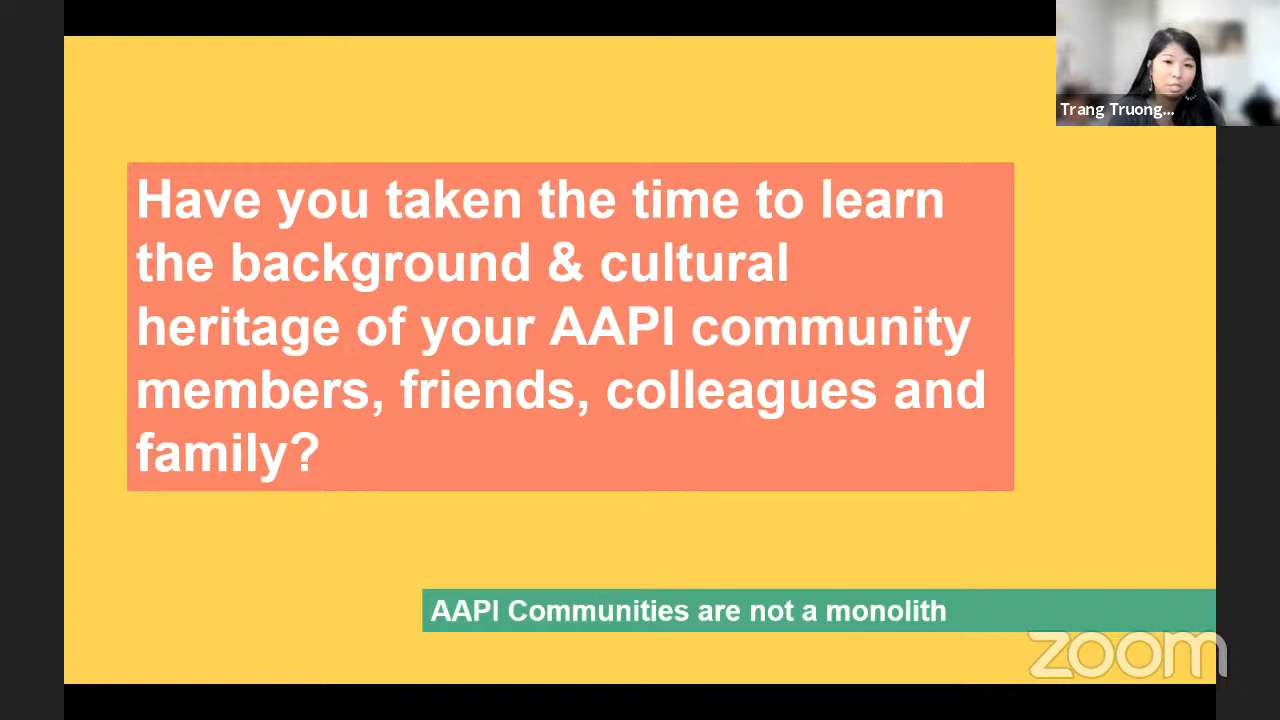 Trang Truong...
Have you taken the time to learn
the background & cultural
heritage of your AAPI community
members, friends, colleagues and
family?
AAPI Communities are not a monolith
zoom